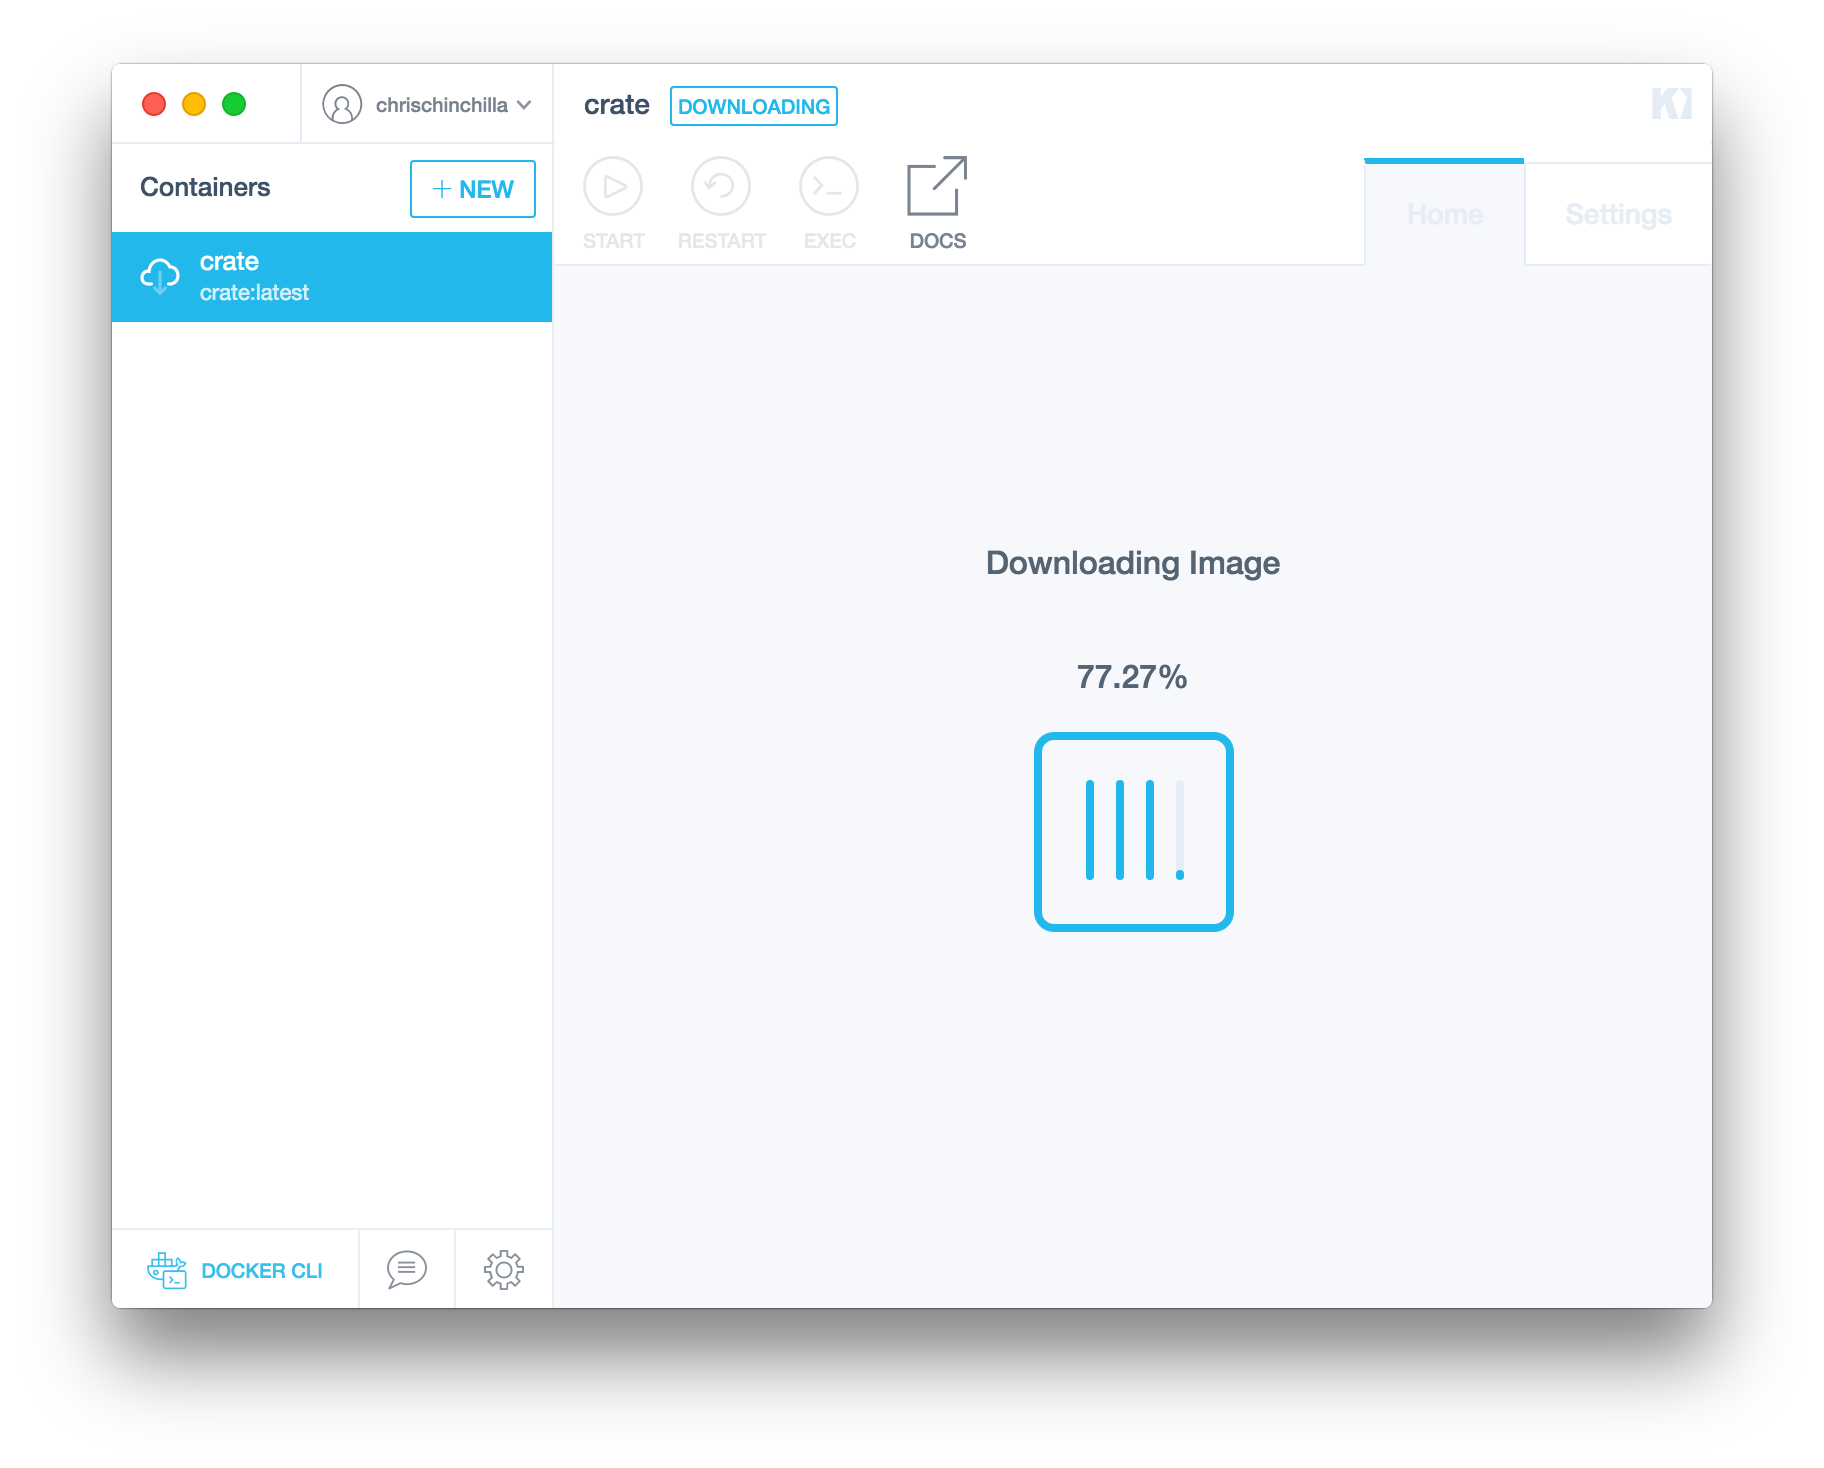 chrischinchilla
crate DOWNLOADING
Containers
+ NEW
START RESTART EXEC DOCS
Home Settings
crate
crate:latest
Downloading Image
77.27%
DOCKER CLI